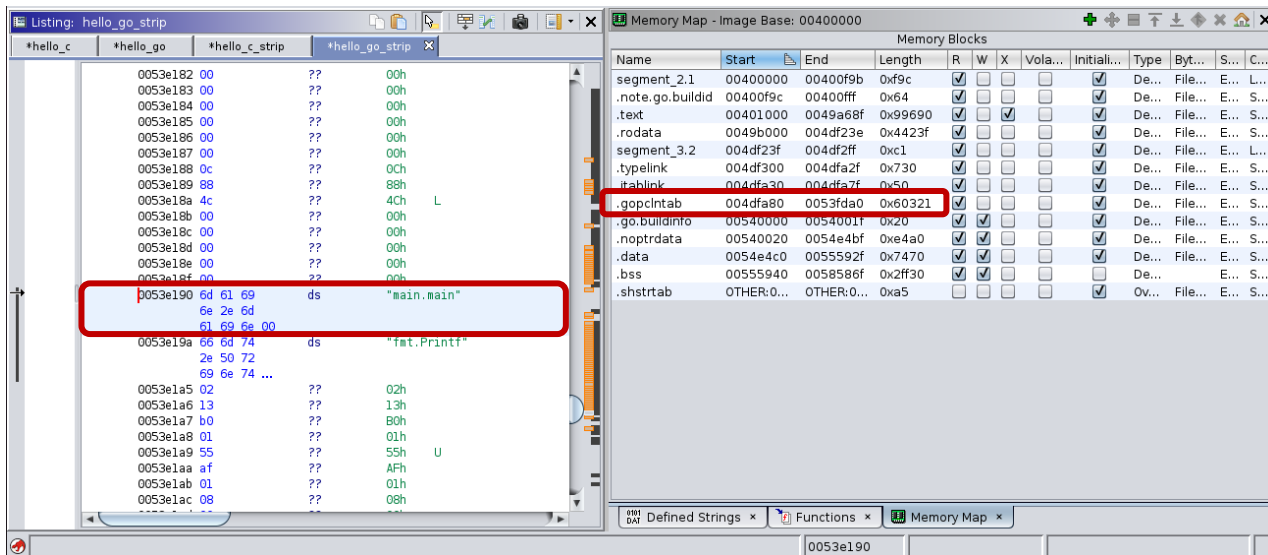 Listing: hello_go_strip
*hello_c *hello_go *hello_c_strip *hello_go_strip
0053e182 00 ?? 00h
0053e183 00 ?? 00h
0053e184 00 ?? 00h
0053e185 00 ?? 00h
0053e186 00 ?? 00h
0053e187 00 ?? 00h
0053e188 0c ?? 0Ch
0053e189 88 ?? 88h
0053e18a 4c ?? 4Ch L
0053e18b 00 ?? 00h
0053e18c 00 ?? 00h
0053e18d 00 ?? 00h
0053e18e 00 ?? 00h
0053e18f 00 ?? 00h
0053e190 6d 61 69 ds "main.main"
6e 2e 6d
61 69 6e 00
0053e19a 66 6d 74 ds "fmt.Printf"
2e 50 72
69 6e 74 ...
0053e1a5 02 ?? 02h
0053e1a6 13 ?? 13h
0053e1a7 b0 ?? B0h
0053e1a8 01 ?? 01h
0053e1a9 55 ?? 55h U
0053e1aa af ?? AFh
0053e1ab 01 ?? 01h
0053e1ac 08 ?? 08h
Memory Map - Image Base: 00400000
Memory Blocks
Name Start End Length R W X Vola... Initiali... Type Byt... S... C...
segment_2.1 00400000 00400f9b 0xf9c De... File... E... L...
.note.go.buildid 00400f9c 00400fff 0x64 De... File... E... S...
.text 00401000 0049a68f 0x99690 De... File... E... S...
.rodata 0049b000 004df23e 0x4423f De... File... E... S...
segment_3.2 004df23f 004df2ff 0xc1 De... File... E... L...
.typelink 004df300 004dfa2f 0x730 De... File... E... S...
.itablink 004dfa30 004dfa7f 0x50 De... File... E... S...
.gopclntab 004dfa80 0053fda0 0x60321 De... File... E... S...
.go.buildinfo 00540000 0054001f 0x20 De... File... E... S...
.noptrdata 00540020 0054e4bf 0xe4a0 De... File... E... S...
.data 0054e4c0 0055592f 0x7470 De... File... E... S...
.bss 00555940 0058586f 0x2ff30 De... E... S...
.shstrtab OTHER:0... OTHER:0... 0xa5 Ov... File... E... S...
Defined Strings Functions Memory Map
0053e190